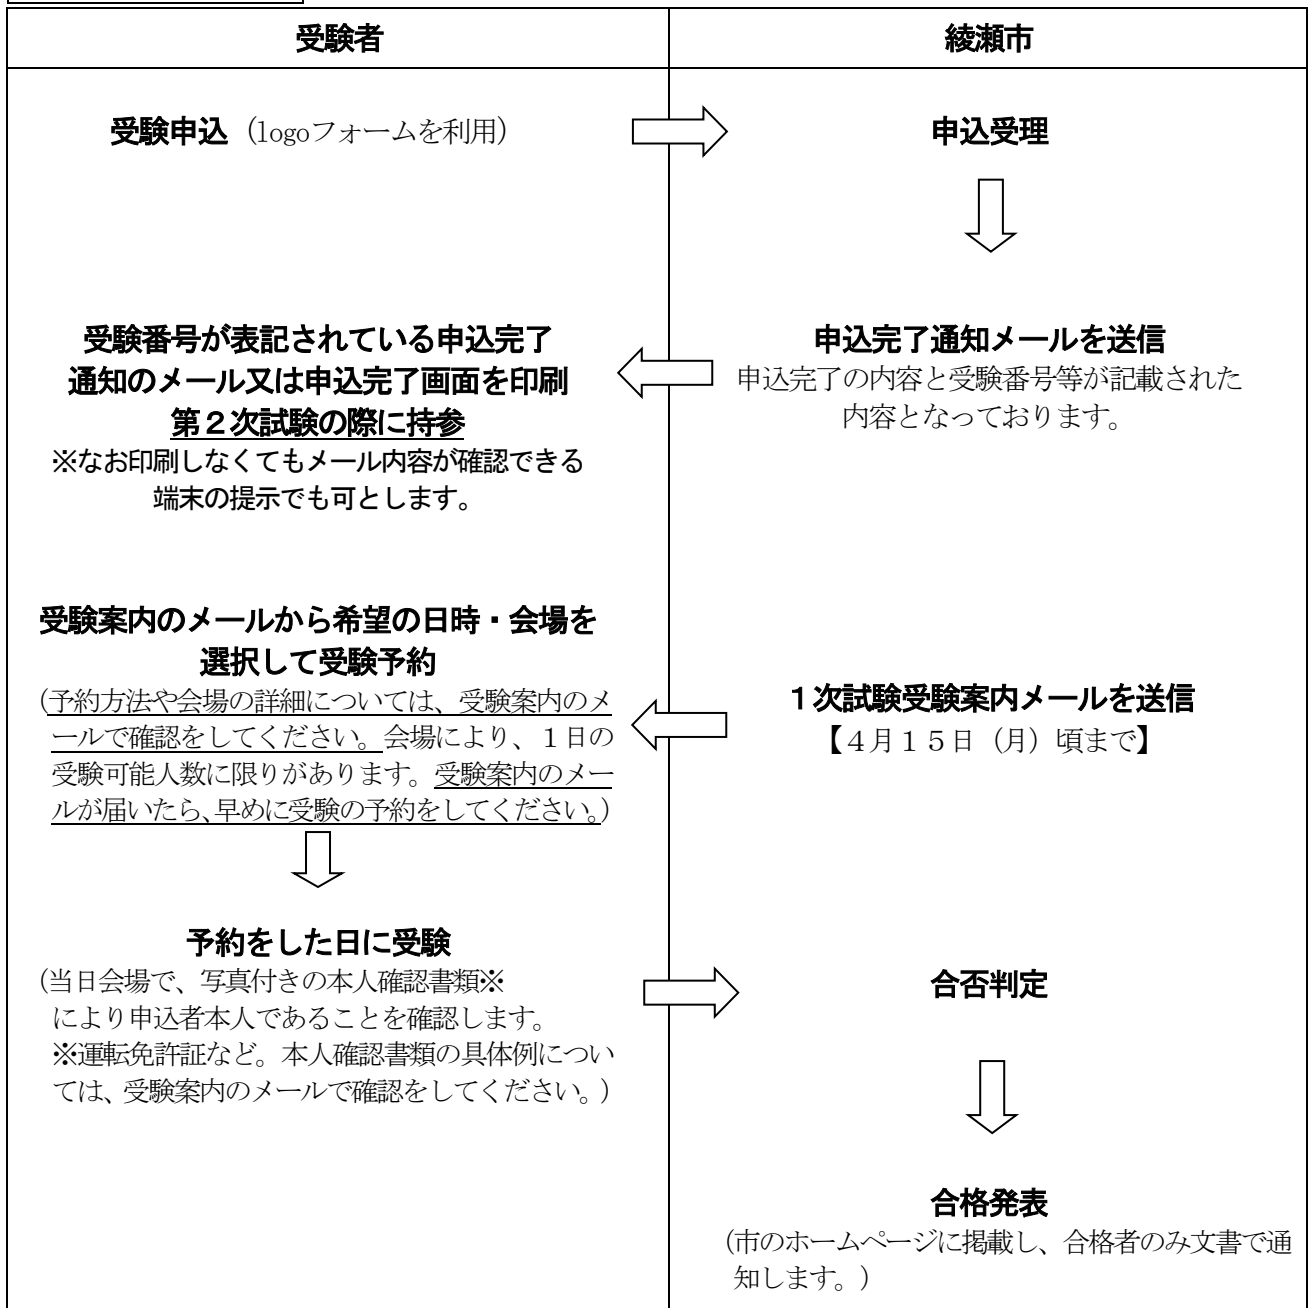 受験者
綾瀬市
受験申込（logoフォームを利用）
申込受理
申込完了通知メールを送信
申込完了の内容と受験番号等が記載された
内容となっております。
受験番号が表記されている申込完了
通知のメール又は申込完了画面を印刷
第２次試験の際に持参
※なお印刷しなくてもメール内容が確認できる
端末の提示でも可とします。
１次試験受験案内メールを送信
【４月１５日（月）頃まで】
受験案内のメールから希望の日時・会場を
選択して受験予約
（予約方法や会場の詳細については、受験案内のメ
ールで確認をしてください。会場により、１日の
受験可能人数に限りがあります。受験案内のメー
ルが届いたら、早めに受験の予約をしてください。）
予約をした日に受験
（当日会場で、写真付きの本人確認書類※
により申込者本人であることを確認します。
※運転免許証など。本人確認書類の具体例につい
ては、受験案内のメールで確認をしてください。）
合否判定
合格発表
（市のホームページに掲載し、合格者のみ文書で通
知します。）